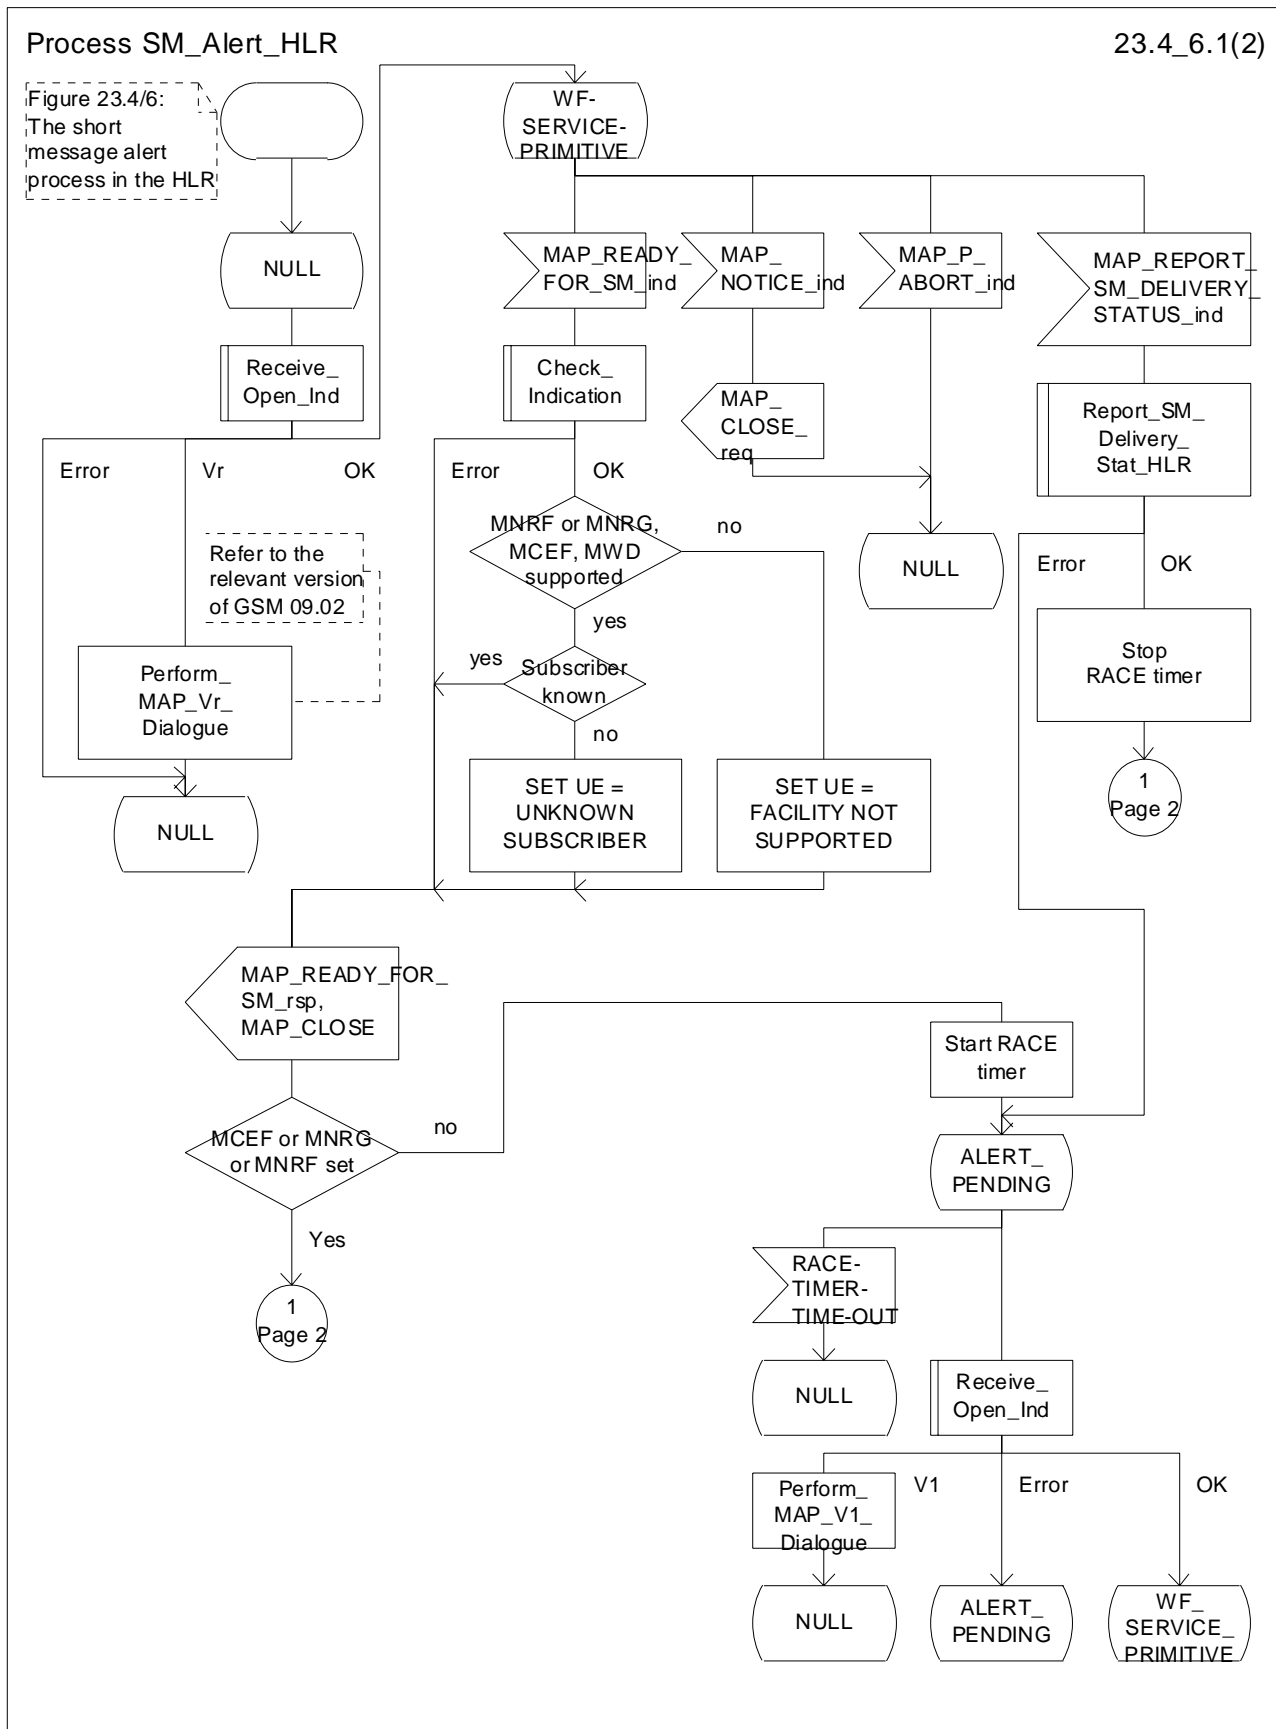 Process SM_Alert_HLR
23.4_6.1(2)
Figure 23.4/6:
The short
message alert
process in the HLR
WF-
SERVICE-
PRIMITIVE
NULL
MAP_READY_
FOR_SM_ind
MAP_
NOTICE_ind
MAP_P_
ABORT_ind
MAP_REPORT_
SM_DELIVERY_
STATUS_ind
Receive_
Open_Ind
Check_
Indication
MAP_
CLOSE_
req
Report_SM_
Delivery_
Stat_HLR
Error
Vr
OK
Error
OK
MNRF or MNRG,
MCEF, MWD
supported
no
yes
Refer to the
relevant version
of GSM 09.02
NULL
Error
OK
Perform_
MAP_Vr_
Dialogue
yes
Subscriber
known
no
Stop
RACE timer
NULL
SET UE =
UNKNOWN
SUBSCRIBER
SET UE =
FACILITY NOT
SUPPORTED
1
Page 2
MAP_READY_FOR_
SM_rsp,
MAP_CLOSE
Start RACE
timer
MCEF or MNRG
or MNRF set
no
Yes
ALERT_
PENDING
1
Page 2
RACE-
TIMER-
TIME-OUT
NULL
Receive_
Open_Ind
Perform_
MAP_V1_
Dialogue
V1
Error
OK
NULL
ALERT_
PENDING
WF_
SERVICE_
PRIMITIVE